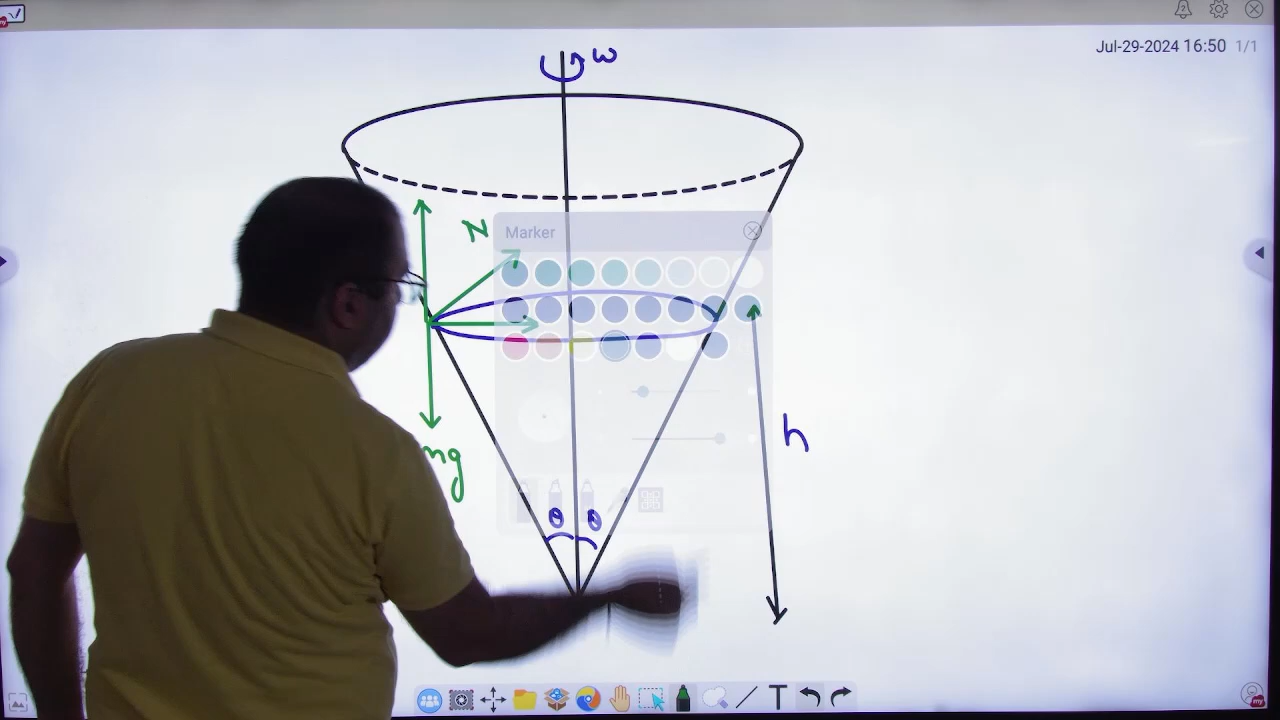 Jul-29-2024 16:50 1/1
ω
N
Marker
h
mg
θ θ
T